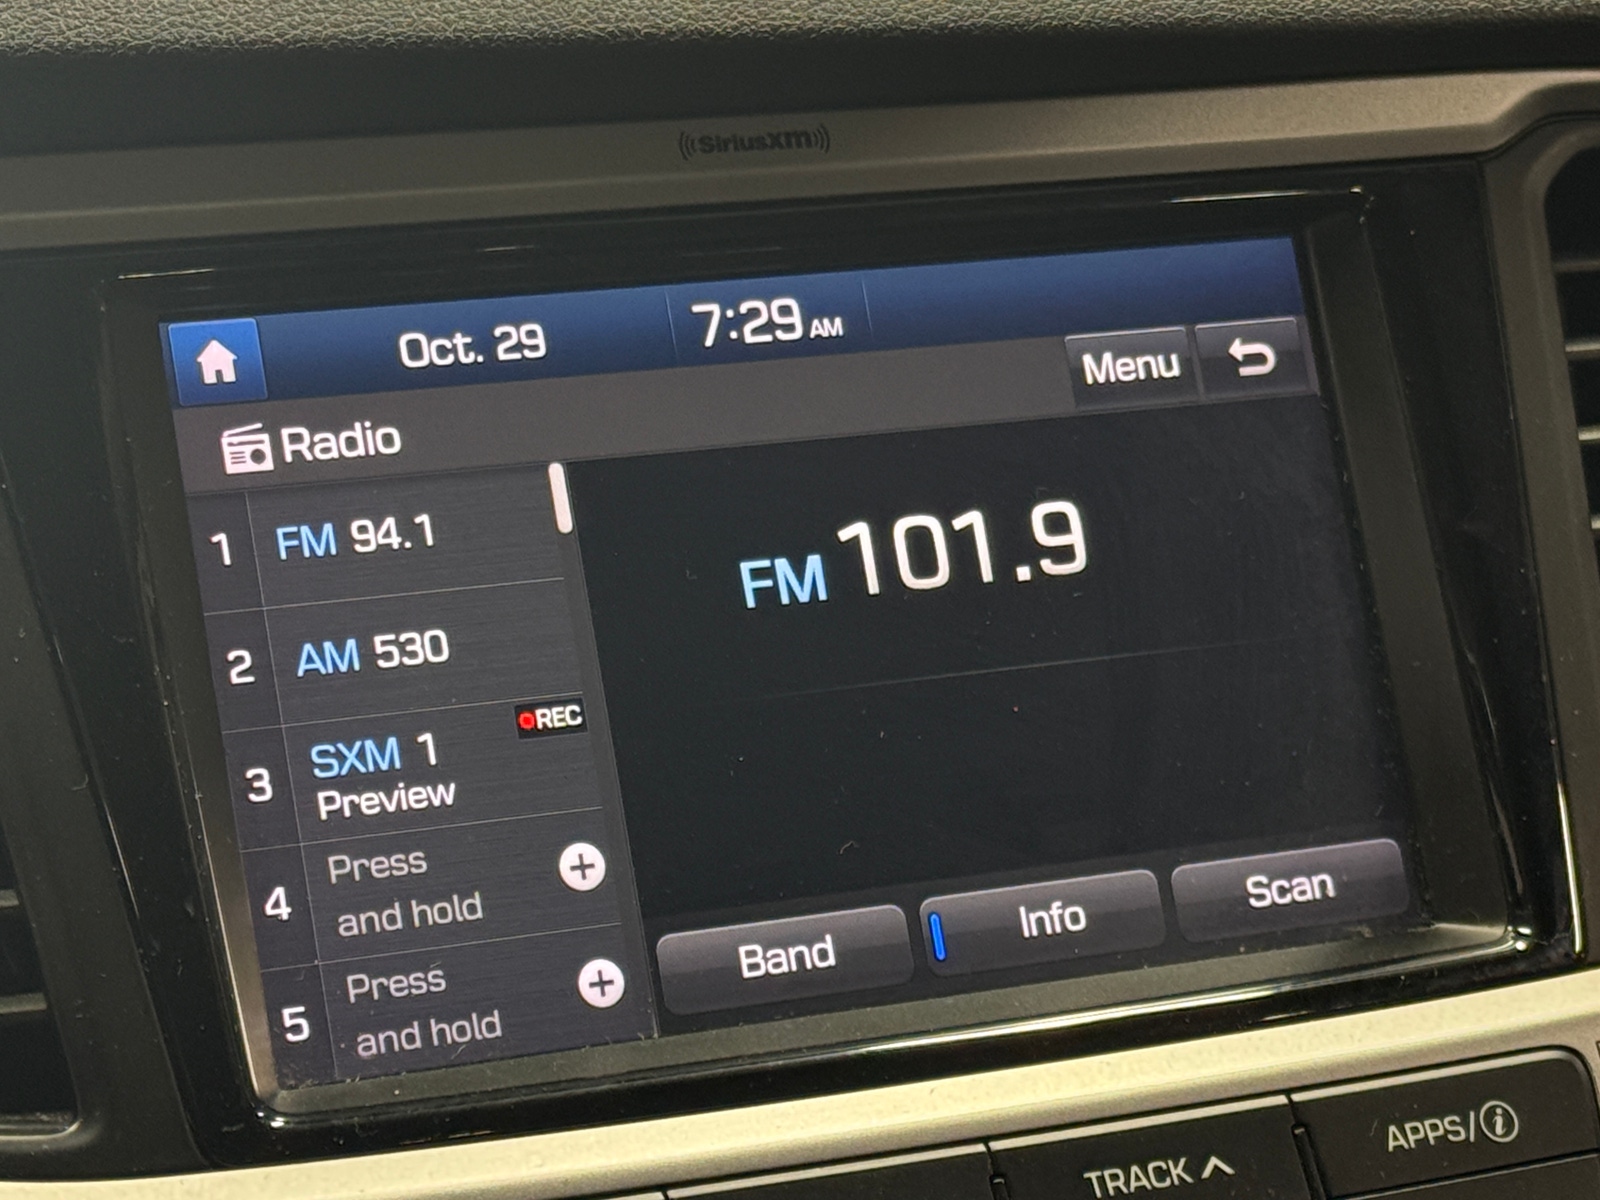 SiriusXM
Oct. 29
7:29 AM
Menu
Radio
1 FM 94.1
FM 101.9
2 AM 530
REC
3 SXM 1
Preview
4 Press
and hold
5 Press
and hold
Band
Info
Scan
TRACK
APPS/i